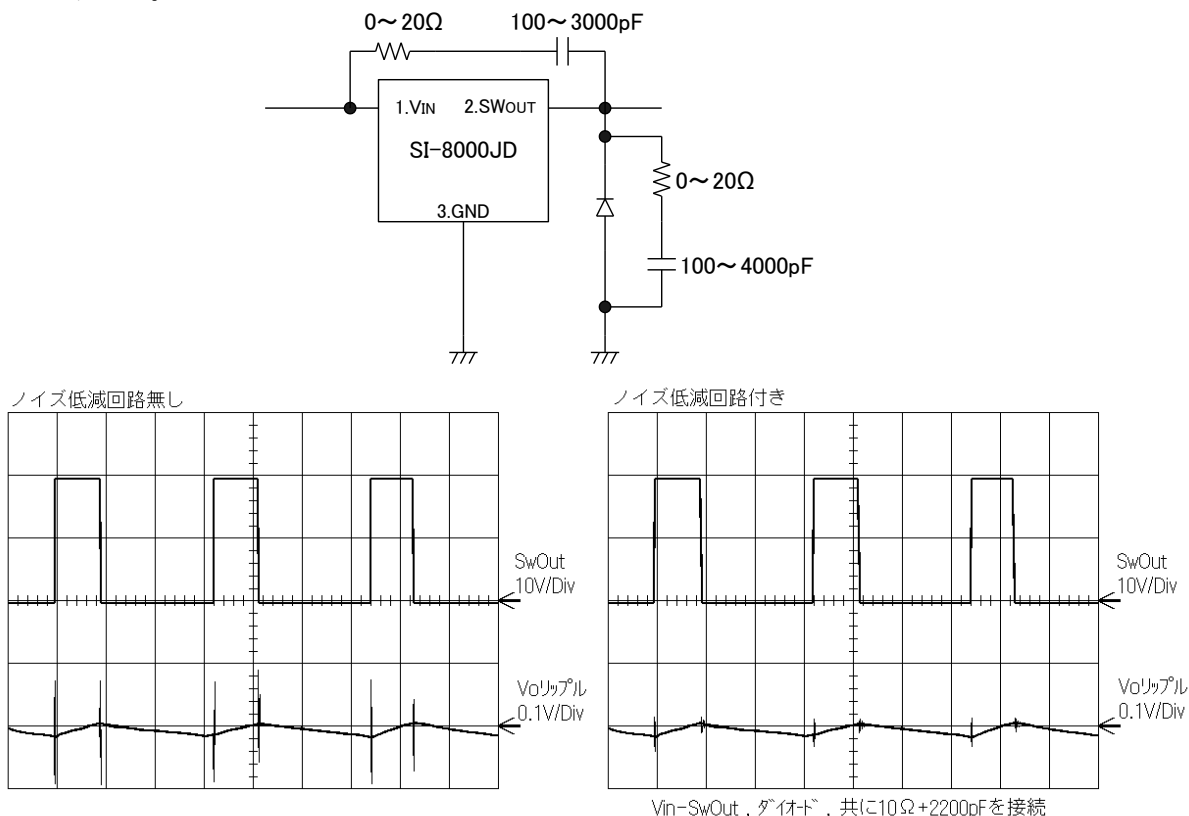 0～20Ω
100～3000pF
1.VIN
2.SWOUT
SI-8000JD
3.GND
0～20Ω
100～4000pF
ノイズ低減回路無し
ノイズ低減回路付き
SwOut
10V/Div
Voリップル
0.1V/Div
SwOut
10V/Div
Voリップル
0.1V/Div
Vin-SwOut , ダイオード , 共に10Ω+2200pFを接続